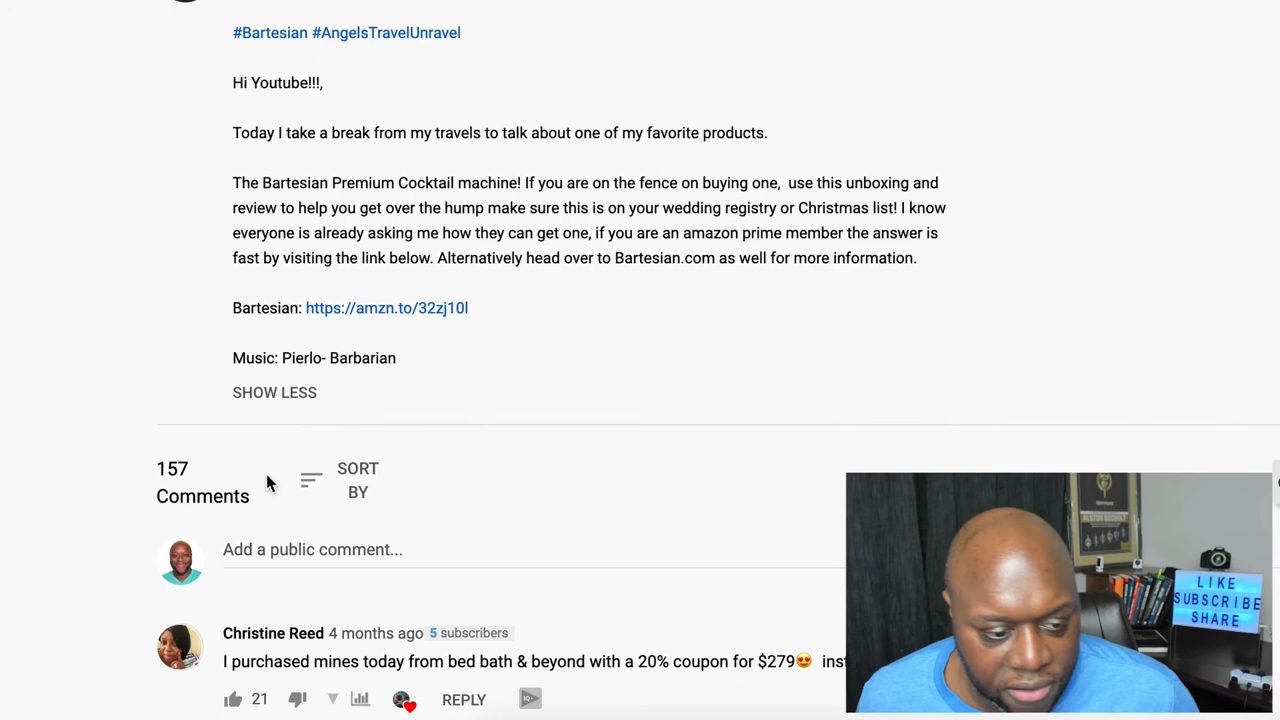 #Bartesian #AngelsTravelUnravel
Hi Youtube!!!,
Today I take a break from my travels to talk about one of my favorite products.
The Bartesian Premium Cocktail machine! If you are on the fence on buying one,  use this unboxing and
review to help you get over the hump make sure this is on your wedding registry or Christmas list! I know
everyone is already asking me how they can get one, if you are an amazon prime member the answer is
fast by visiting the link below. Alternatively head over to Bartesian.com as well for more information.
Bartesian: https://amzn.to/32zj10l
Music: Pierlo- Barbarian
SHOW LESS
157
Comments
SORT
BY
Add a public comment...
Christine Reed 4 months ago 5 subscribers
I purchased mines today from bed bath & beyond with a 20% coupon for $279😍 inst
21
REPLY
LIKE
SUBSCRIBE
SHARE